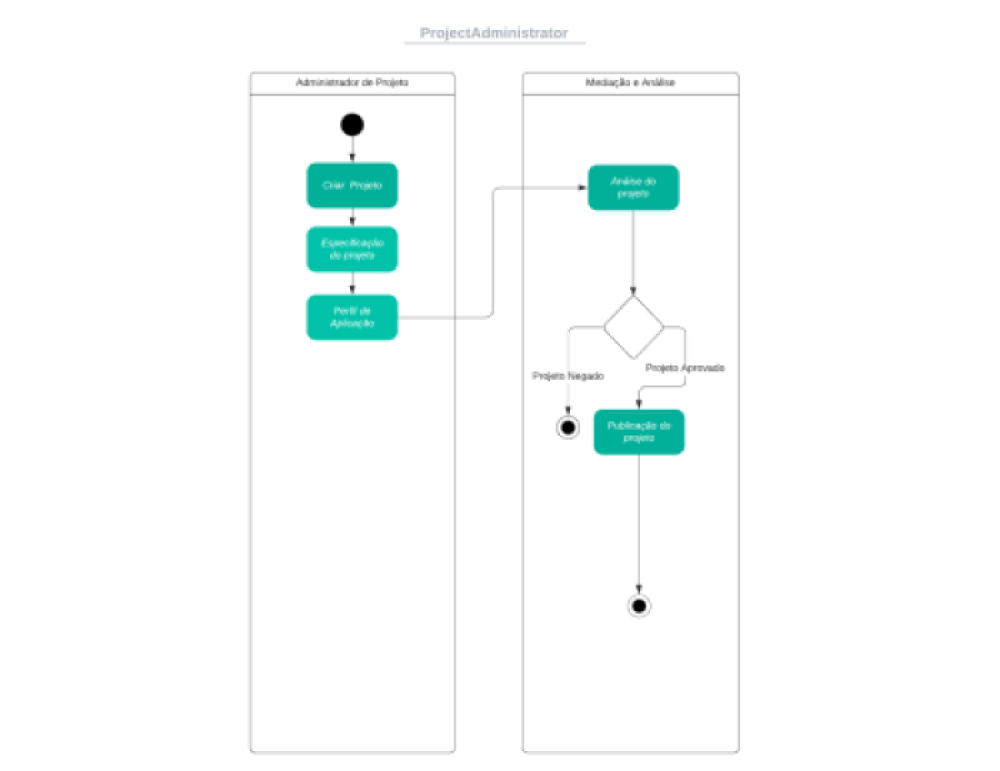 ProjectAdministrator
Administrador de Projeto
Mediação e Análise
Criar Projeto
Especificação
do projeto
Perfil de
Aplicação
Análise do
projeto
Projeto Negado
Projeto Aprovado
Publicação do
projeto